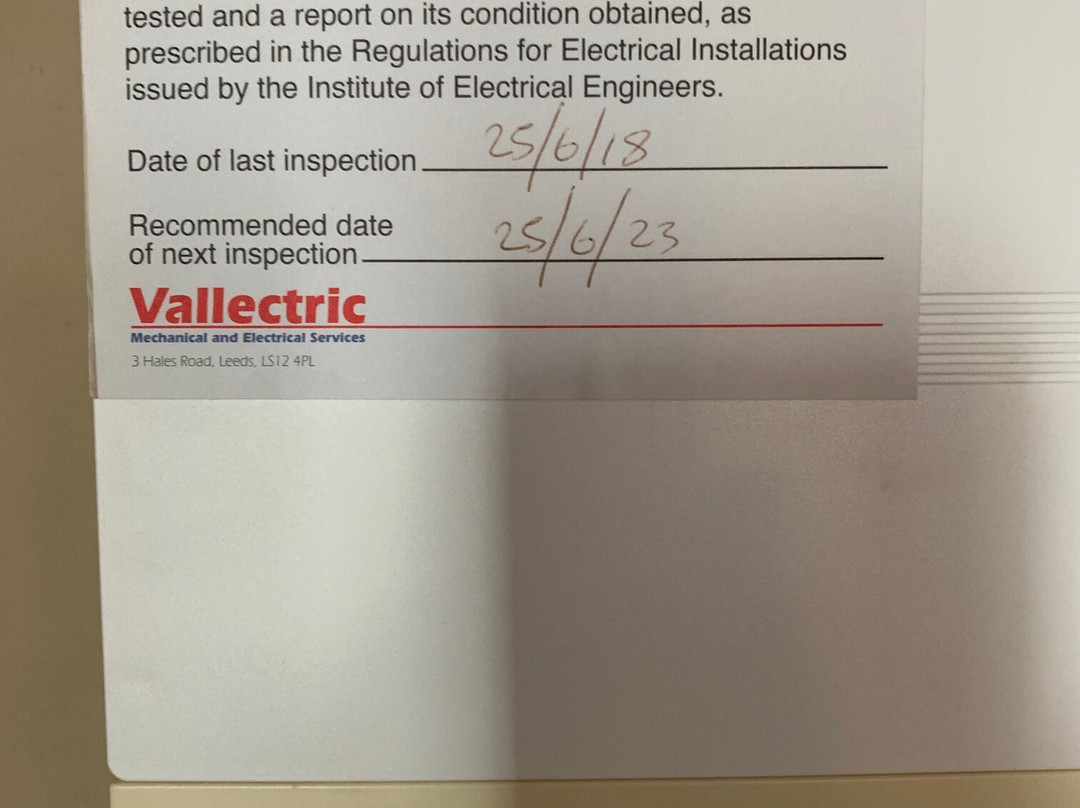 tested and a report on its condition obtained, as
prescribed in the Regulations for Electrical Installations
issued by the Institute of Electrical Engineers.
Date of last inspection 25/6/18
Recommended date
of next inspection 25/6/23
Vallectric
Mechanical and Electrical Services
3 Hales Road, Leeds, LS12 4PL